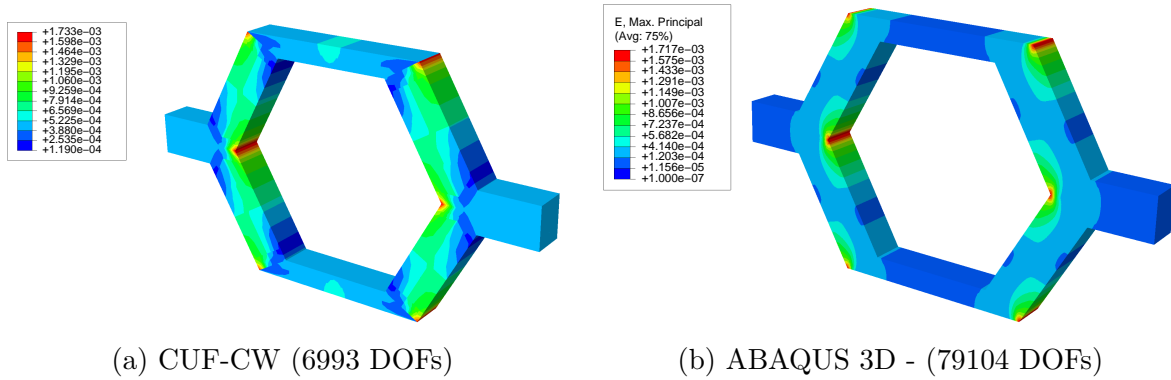 +1.733e-03
+1.598e-03
+1.464e-03
+1.329e-03
+1.195e-03
+1.060e-03
+9.259e-04
+7.914e-04
+6.569e-04
+5.225e-04
+3.880e-04
+2.535e-04
+1.190e-04
E, Max. Principal
(Avg: 75%)
+1.717e-03
+1.575e-03
+1.433e-03
+1.291e-03
+1.149e-03
+1.007e-03
+8.656e-04
+7.237e-04
+5.682e-04
+4.140e-04
+1.203e-04
+1.156e-05
+1.000e-07
(a) CUF-CW (6993 DOFs)
(b) ABAQUS 3D - (79104 DOFs)